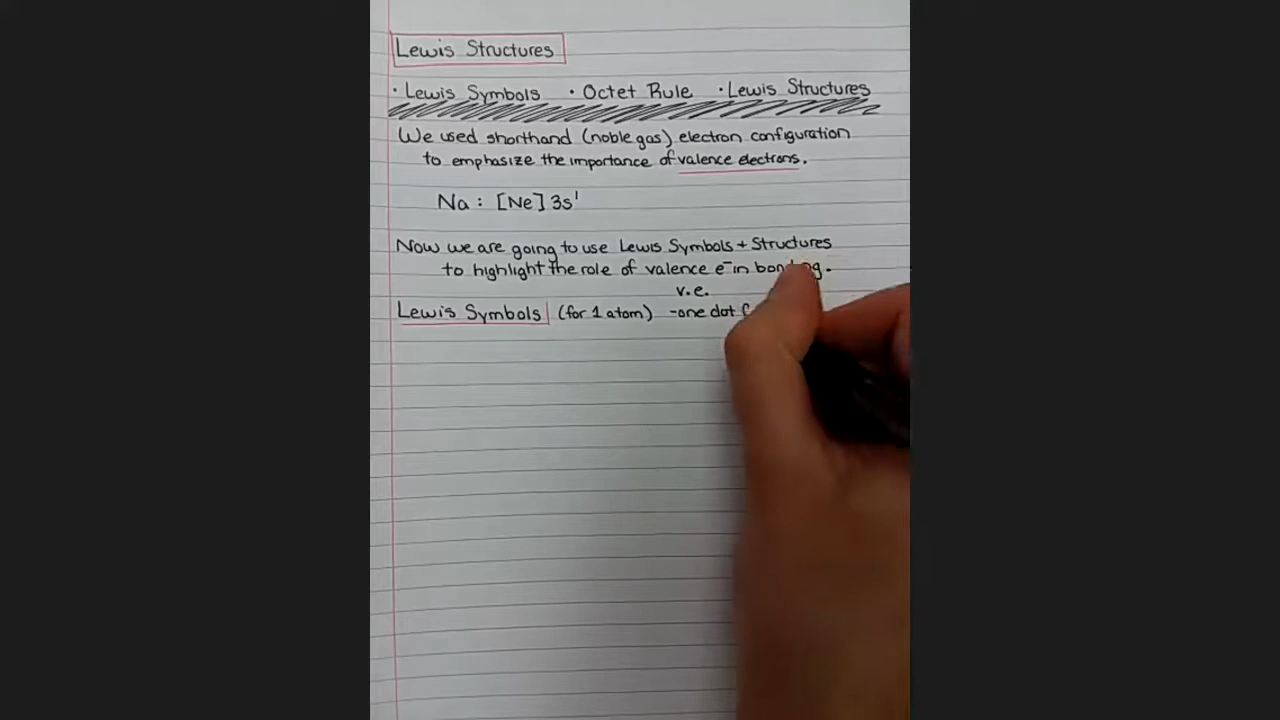 Lewis Structures
· Lewis Symbols · Octet Rule · Lewis Structures
We used shorthand (noble gas) electron configuration
to emphasize the importance of valence electrons.
Na : [Ne] 3s¹
Now we are going to use Lewis Symbols + Structures
to highlight the role of valence e⁻ in bonding.
v.e.
Lewis Symbols (for 1 atom) -one dot